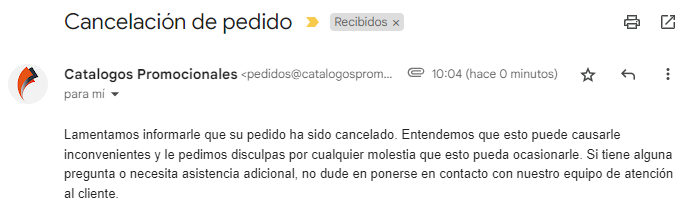 Cancelación de pedido
Recibidos ×
Catalogos Promocionales <pedidos@catalogosprom... 10:04 (hace 0 minutos)
para mí
Lamentamos informarle que su pedido ha sido cancelado. Entendemos que esto puede causarle
inconvenientes y le pedimos disculpas por cualquier molestia que esto pueda ocasionarle. Si tiene alguna
pregunta o necesita asistencia adicional, no dude en ponerse en contacto con nuestro equipo de atención
al cliente.